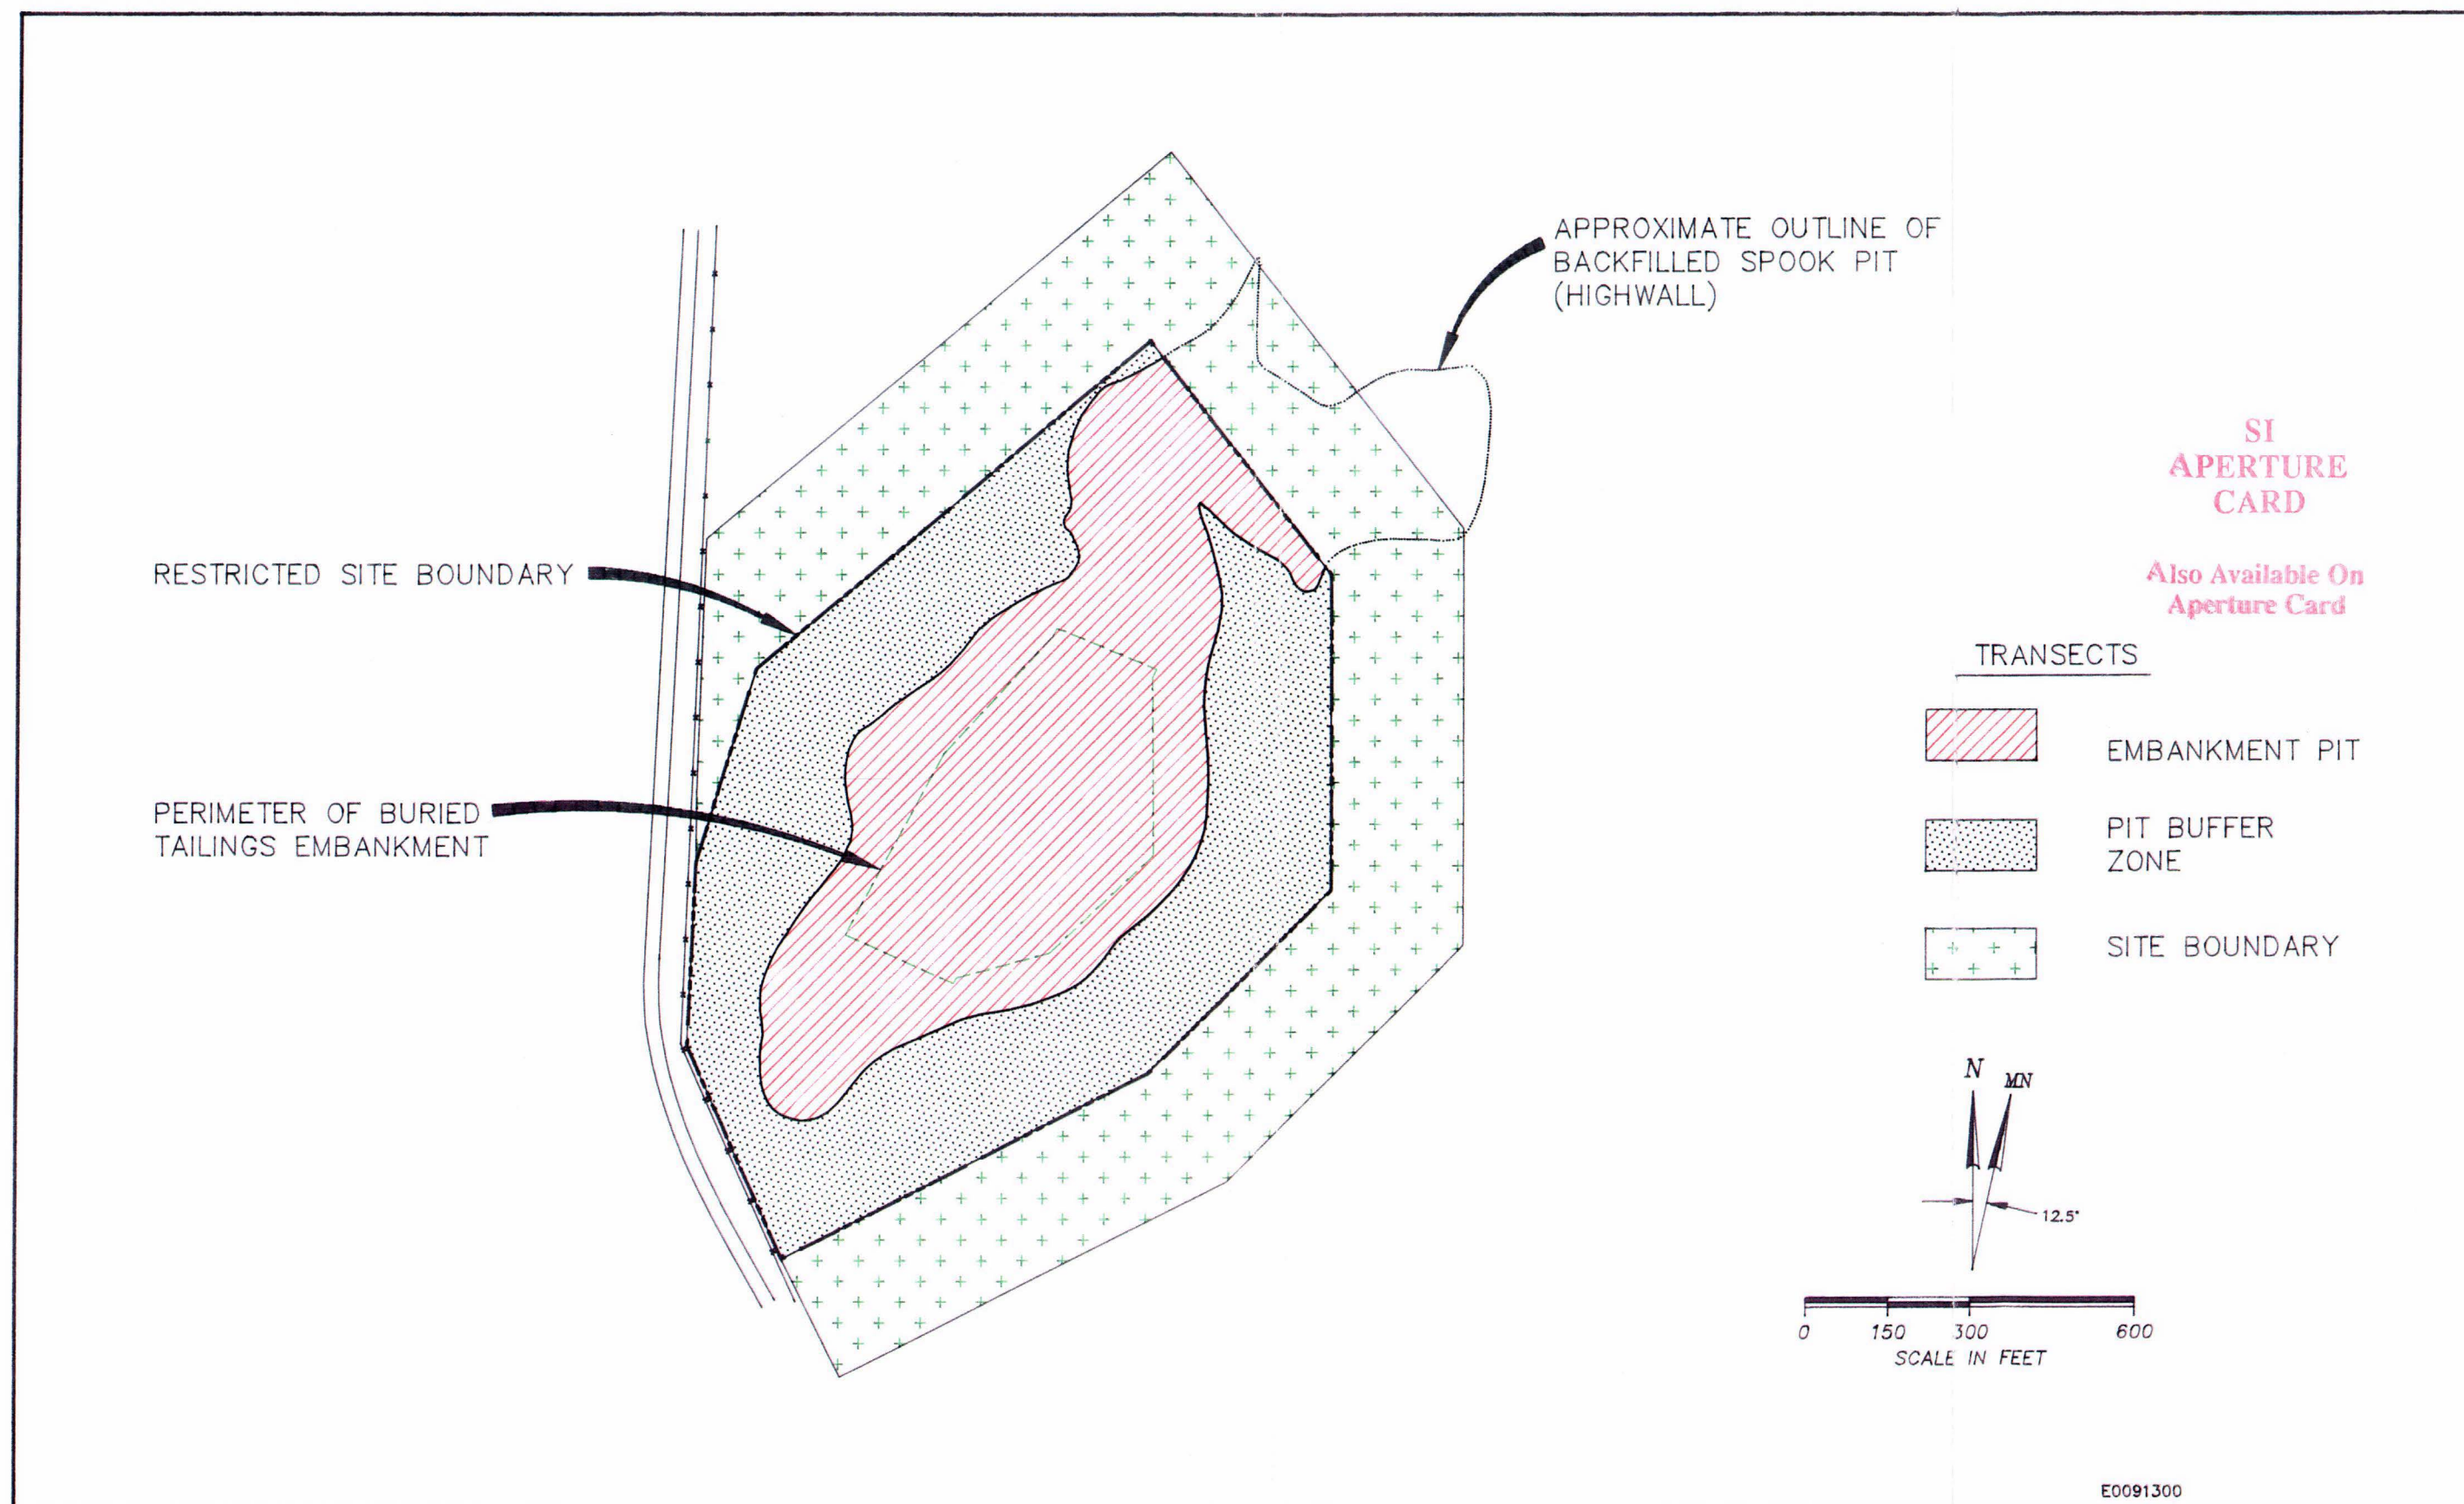 APPROXIMATE OUTLINE OF
BACKFILLED SPOOK PIT
(HIGHWALL)
RESTRICTED SITE BOUNDARY
PERIMETER OF BURIED
TAILINGS EMBANKMENT
SI
APERTURE
CARD
Also Available On
Aperture Card
TRANSECTS
EMBANKMENT PIT
PIT BUFFER
ZONE
SITE BOUNDARY
N MN
12.5°
0 150 300 600
SCALE IN FEET
E0091300